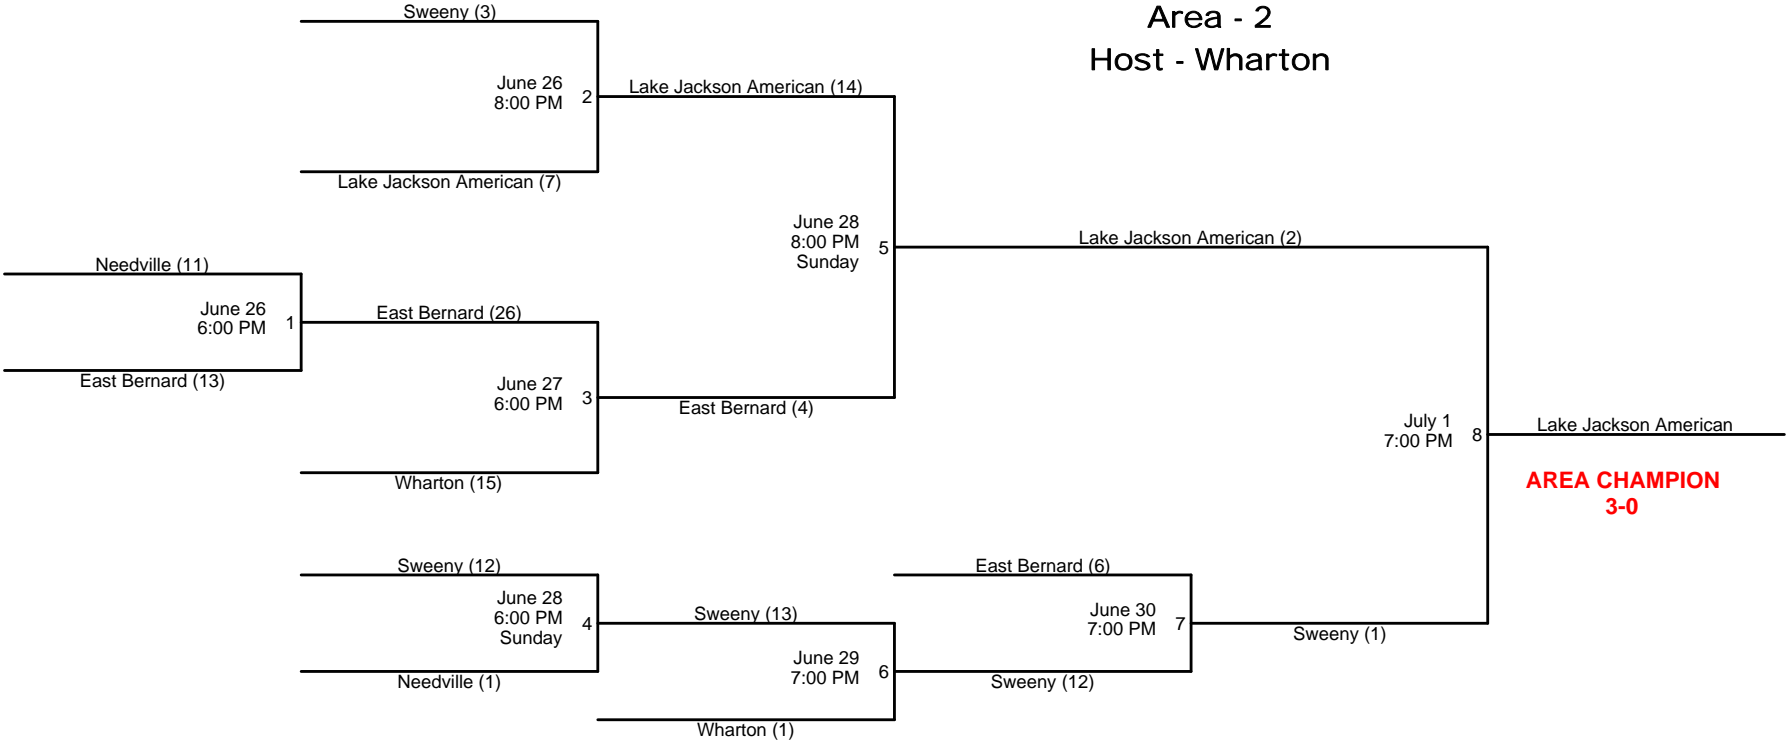 Area - 2
Host - Wharton
Sweeny (3)
June 26
8:00 PM
2
Lake Jackson American (7)
Lake Jackson American (14)
Needville (11)
June 26
6:00 PM
1
East Bernard (13)
East Bernard (26)
June 27
6:00 PM
3
Wharton (15)
East Bernard (4)
June 28
8:00 PM
Sunday
5
Lake Jackson American (2)
Sweeny (12)
June 28
6:00 PM
Sunday
4
Needville (1)
Sweeny (13)
June 29
7:00 PM
6
Wharton (1)
East Bernard (6)
June 30
7:00 PM
7
Sweeny (12)
Sweeny (1)
July 1
7:00 PM
8
Lake Jackson American
AREA CHAMPION
3-0